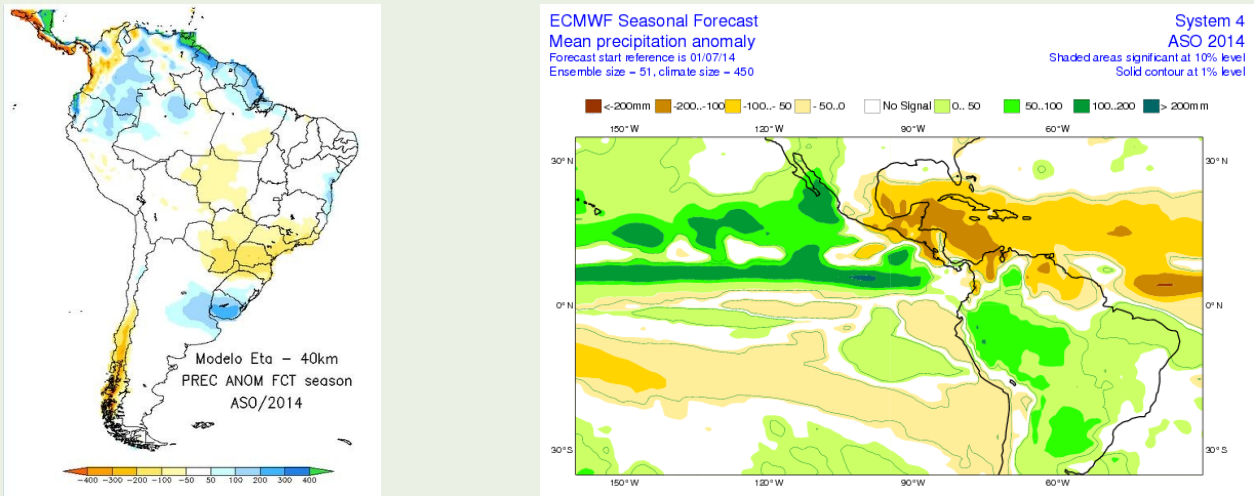 Modelo Eta - 40km
PREC ANOM FCT season
ASO/2014
-400 -300 -200 -100 -50 50 100 200 300 400
ECMWF Seasonal Forecast
System 4
Mean precipitation anomaly
ASO 2014
Forecast start reference is 01/07/14
Shaded areas significant at 10% level
Ensemble size = 51, climate size = 450
Solid contour at 1% level
<-200mm -200..-100 -100..- 50 - 50..0 No Signal 0.. 50 50..100 100..200 > 200mm
150°W 120°W 90°W 60°W
30°N 30°N
0°N 0°N
30°S 30°S
150°W 120°W 90°W 60°W